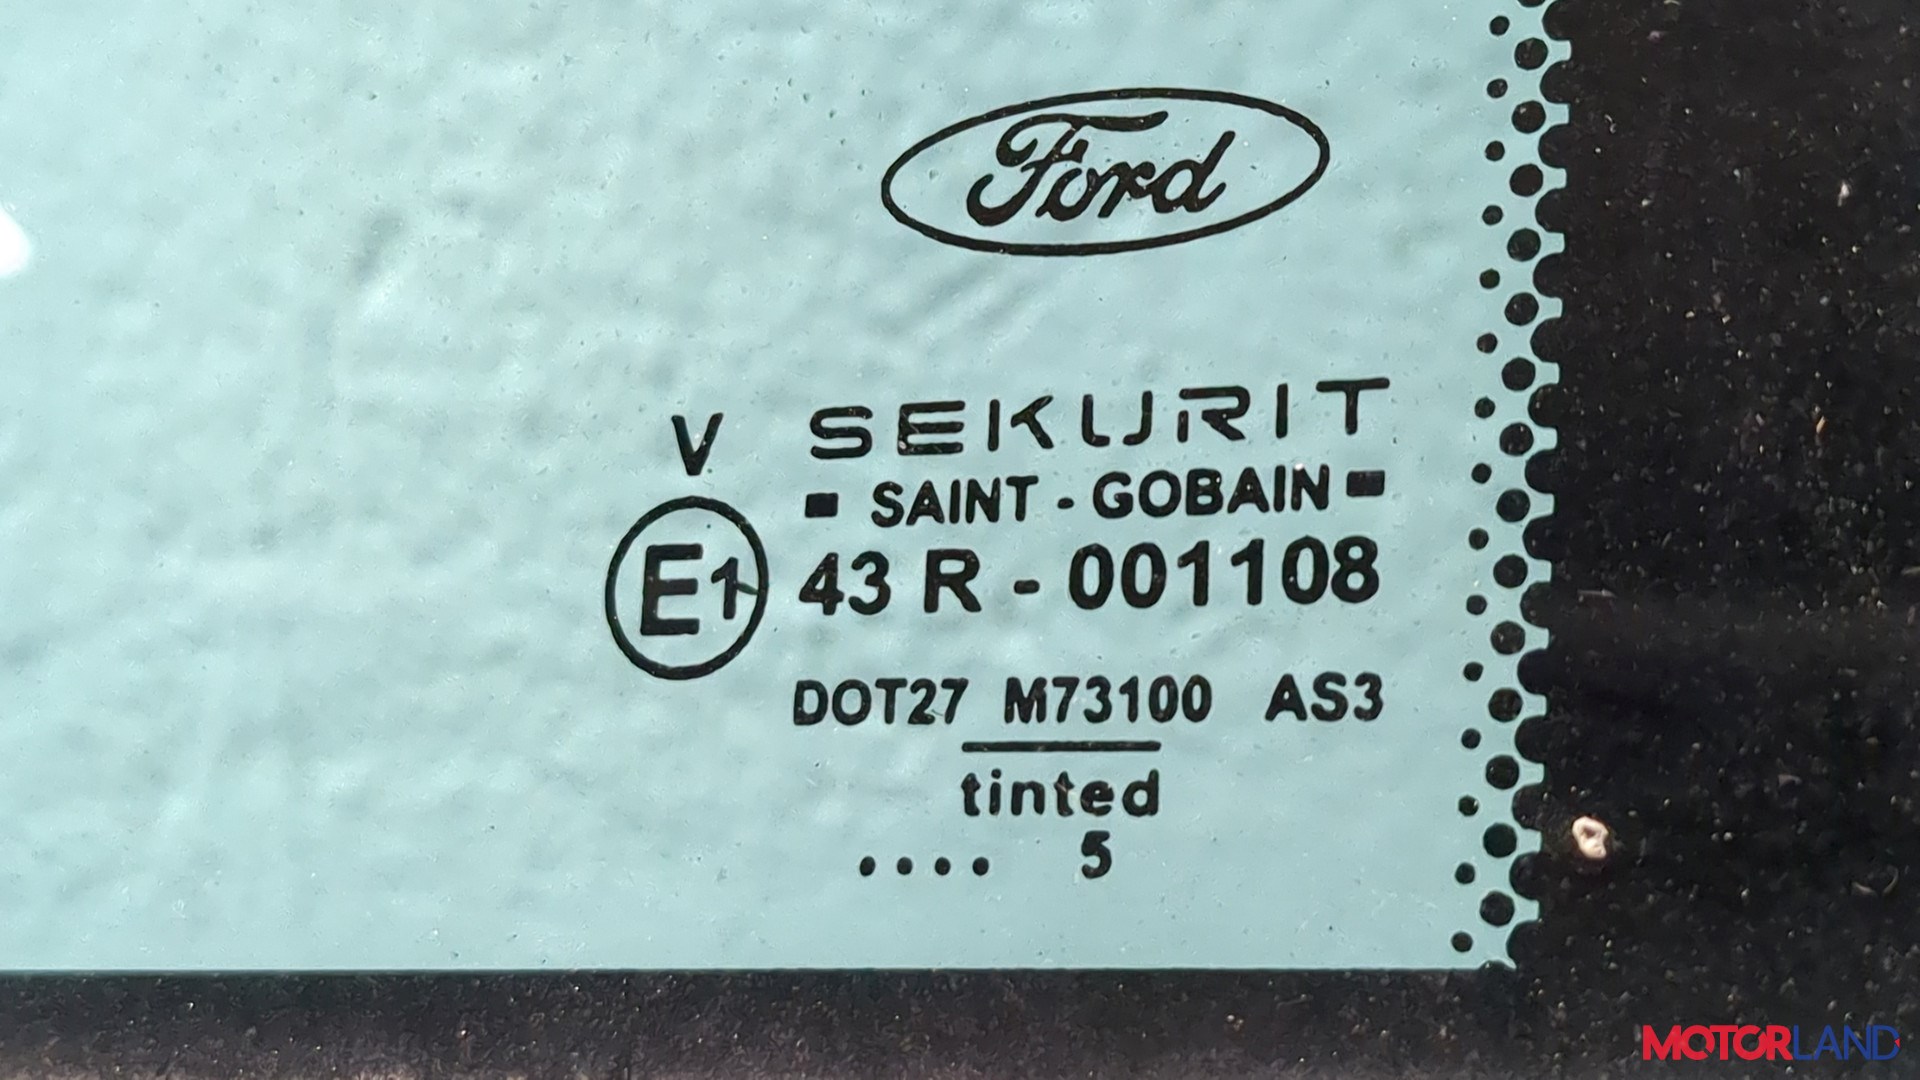 Ford
V SEKURIT
SAINT - GOBAIN
E1 43 R - 001108
DOT27 M73100 AS3
tinted
.... 5
MOTORLAND